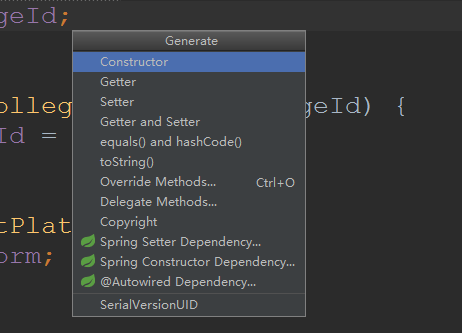 geId;
Generate
Constructor
Getter
Setter
olleg
geId) {
Getter and Setter
Id =
equals() and hashCode()
toString()
Override Methods... Ctrl+O
Delegate Methods...
Copyright
tPlat
Spring Setter Dependency...
orm;
Spring Constructor Dependency...
@Autowired Dependency...
SerialVersionUID